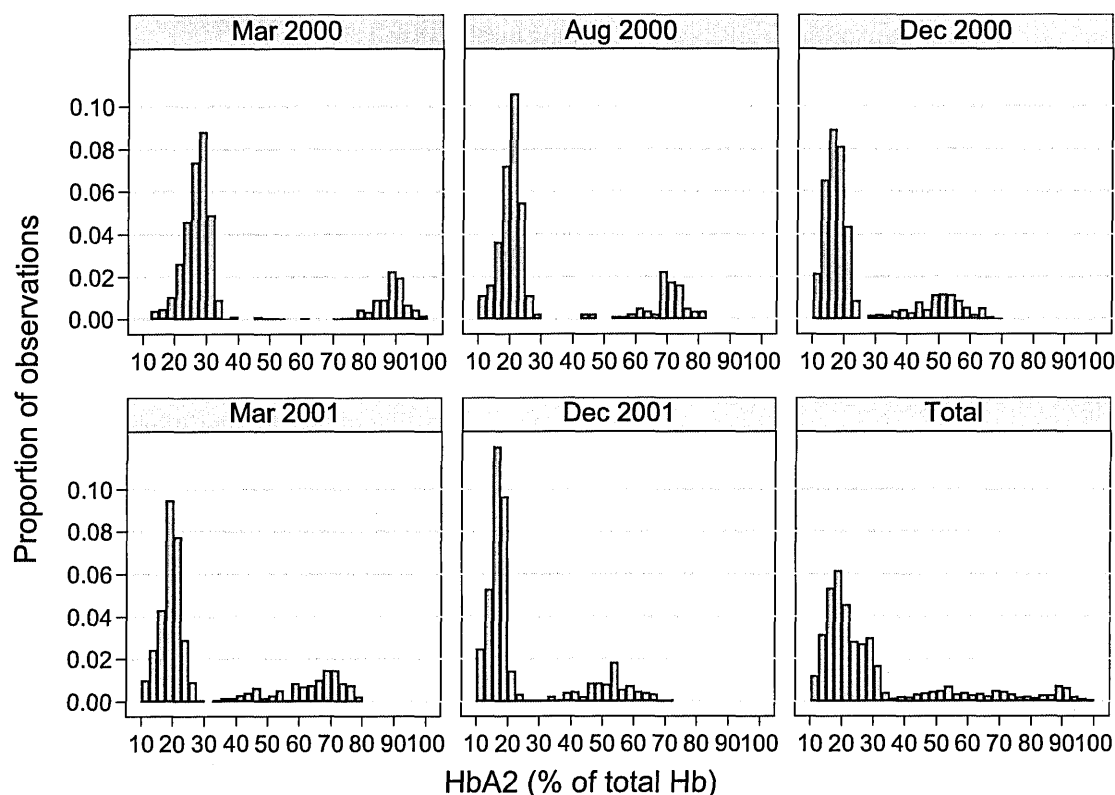 Mar 2000
Aug 2000
Dec 2000
0.10
0.08
0.06
0.04
0.02
0.00
10 20 30 40 50 60 70 80 90100
10 20 30 40 50 60 70 80 90100
10 20 30 40 50 60 70 80 90100
Mar 2001
Dec 2001
Total
0.10
0.08
0.06
0.04
0.02
0.00
10 20 30 40 50 60 70 80 90100
10 20 30 40 50 60 70 80 90100
10 20 30 40 50 60 70 80 90100
Proportion of observations
HbA2 (% of total Hb)